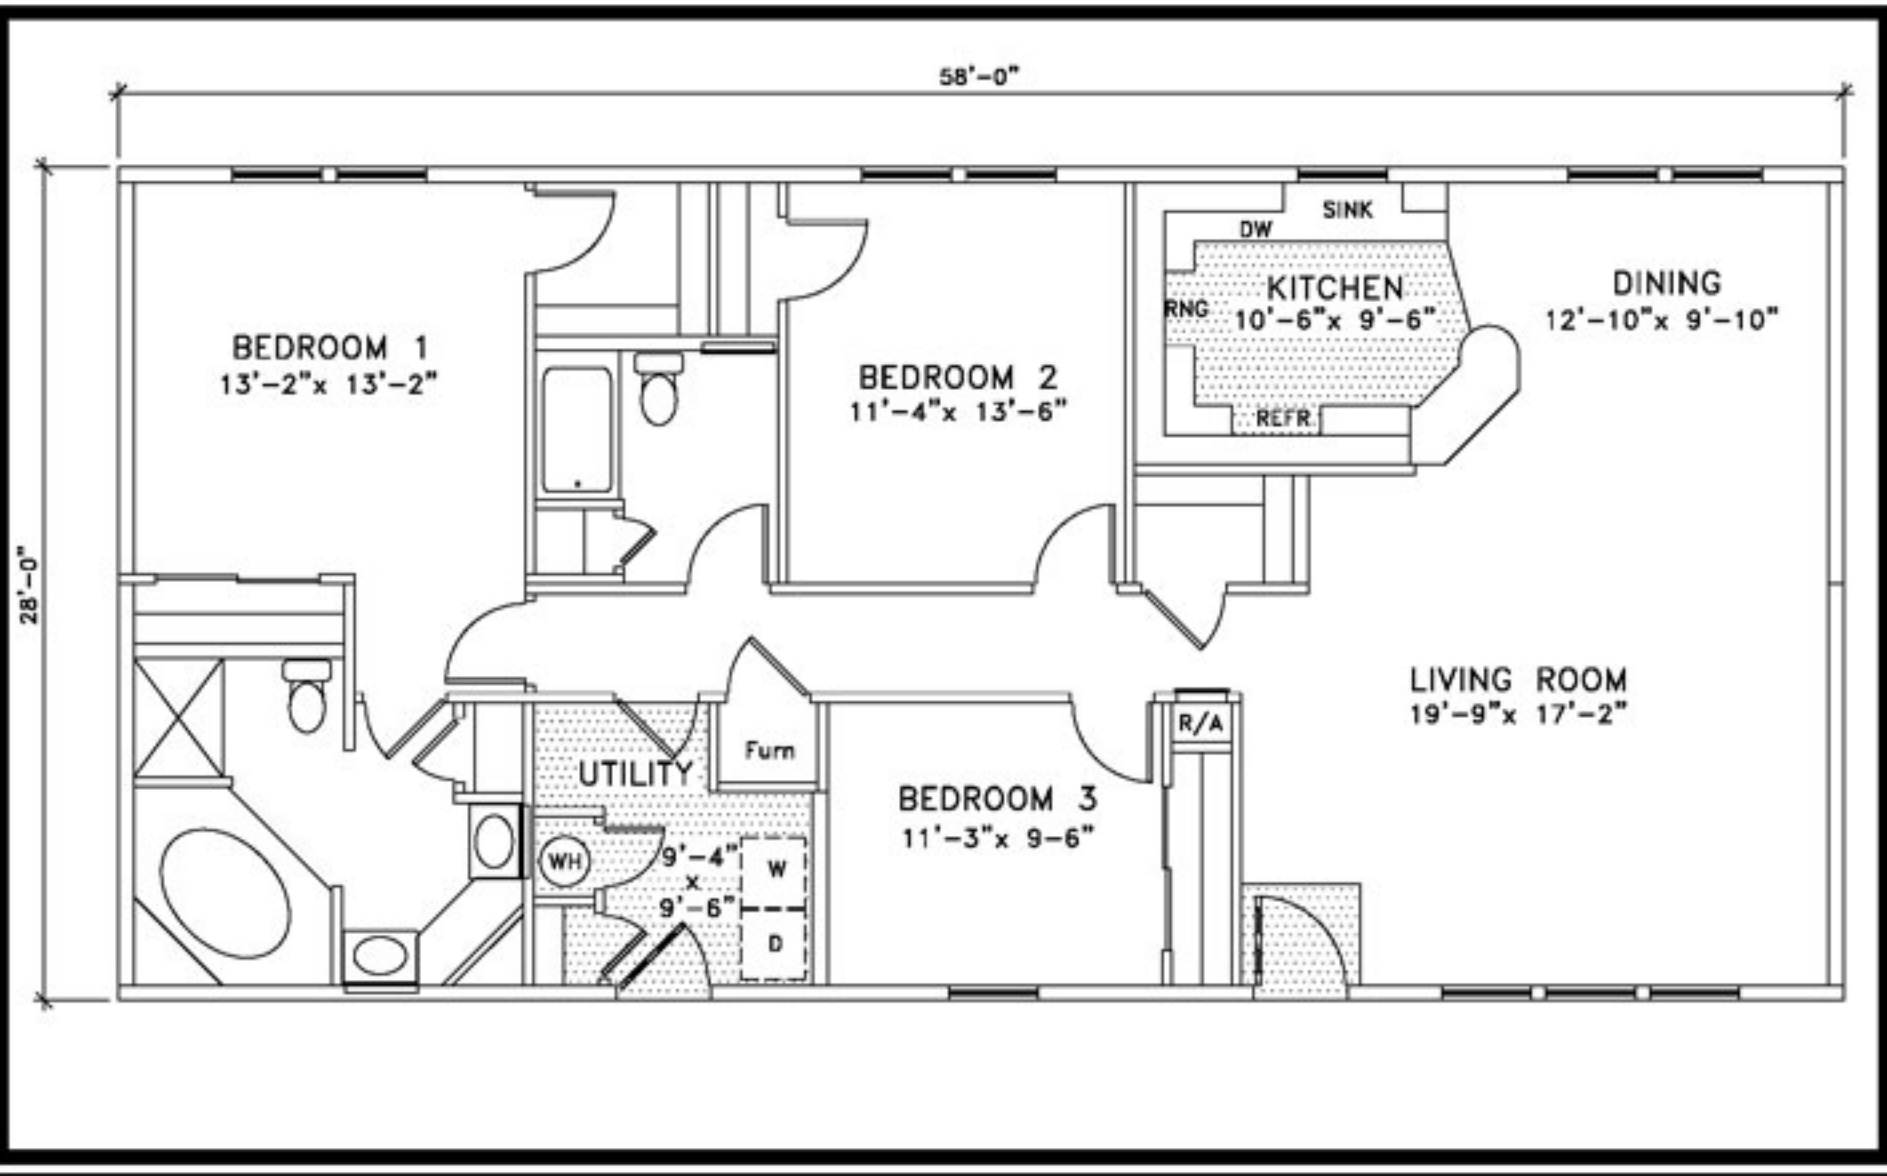 58'-0"
28'-0"
BEDROOM 1
13'-2"x 13'-2"
BEDROOM 2
11'-4"x 13'-6"
SINK
DW
KITCHEN
10'-6"x 9'-6"
RNG
REFR.
DINING
12'-10"x 9'-10"
LIVING ROOM
19'-9"x 17'-2"
UTILITY
9'-4"
x
9'-6"
Furn
WH
W
D
BEDROOM 3
11'-3"x 9-6"
R/A